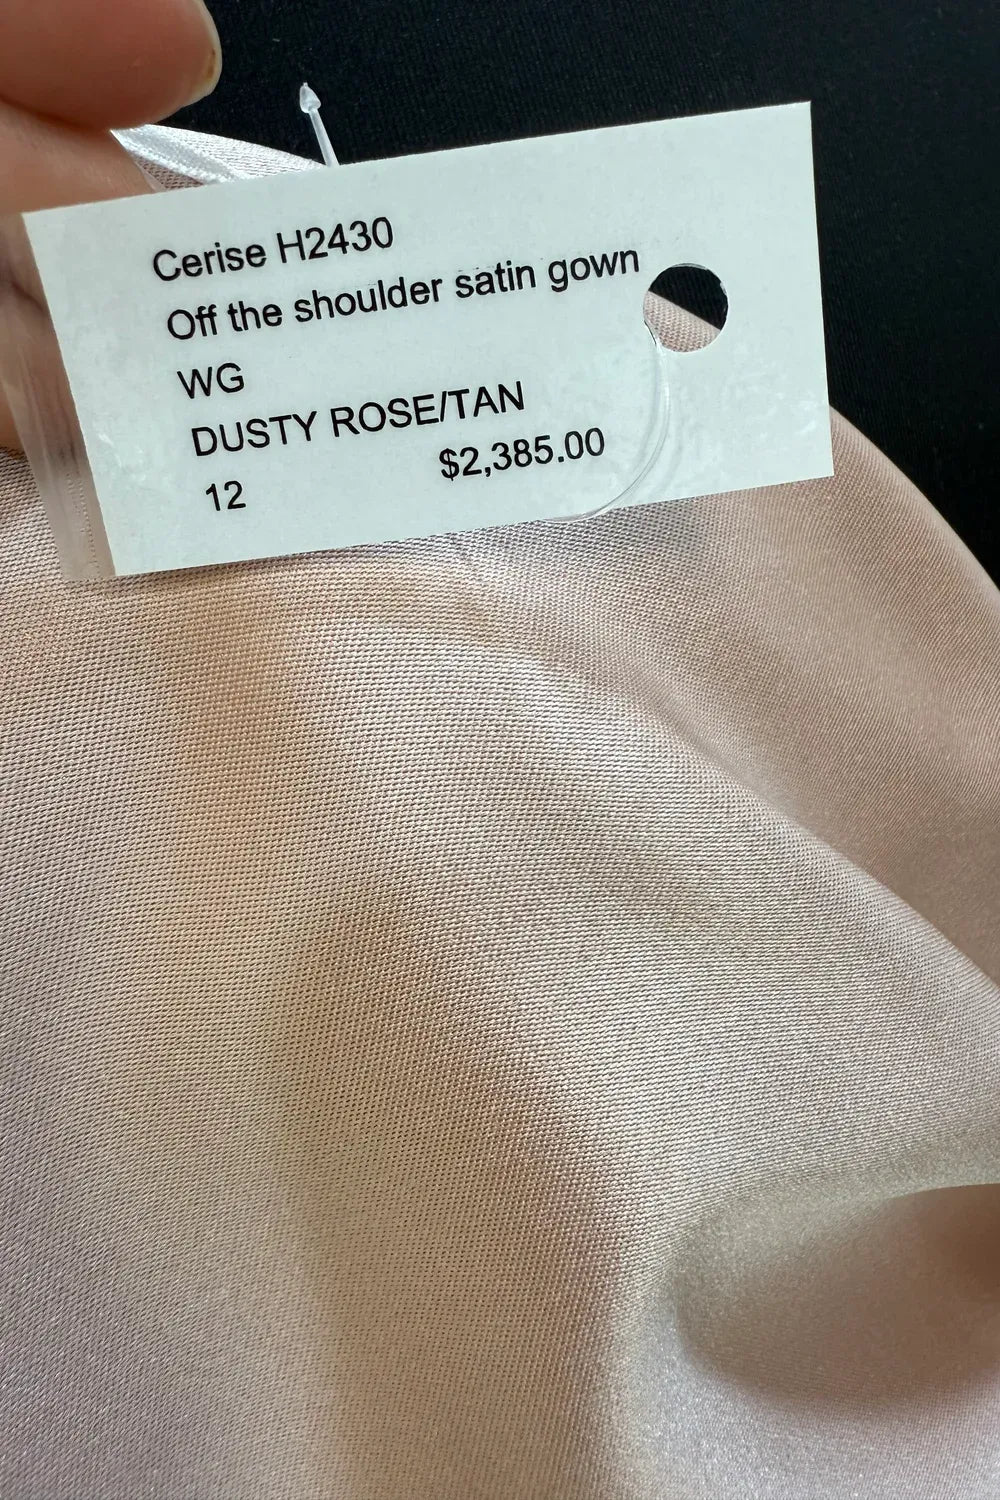 Cerise H2430
Off the shoulder satin gown
WG
DUSTY ROSE/TAN
12 $2,385.00